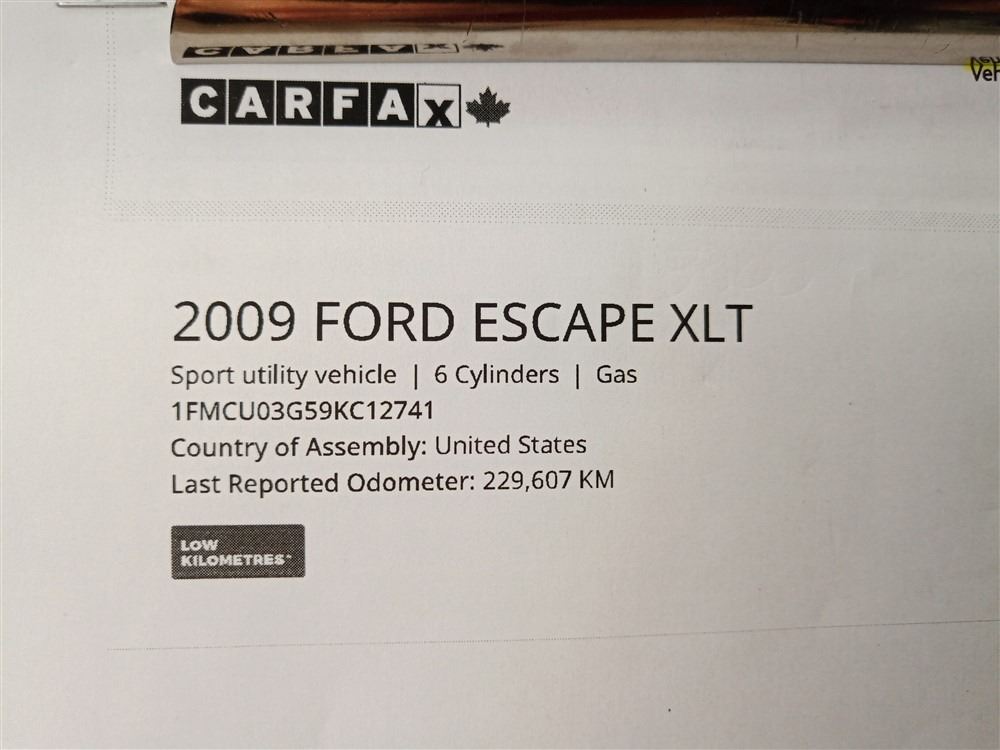 CARFAX
Veh
2009 FORD ESCAPE XLT
Sport utility vehicle | 6 Cylinders | Gas
1FMCU03G59KC12741
Country of Assembly: United States
Last Reported Odometer: 229,607 KM
LOW
KILOMETRES